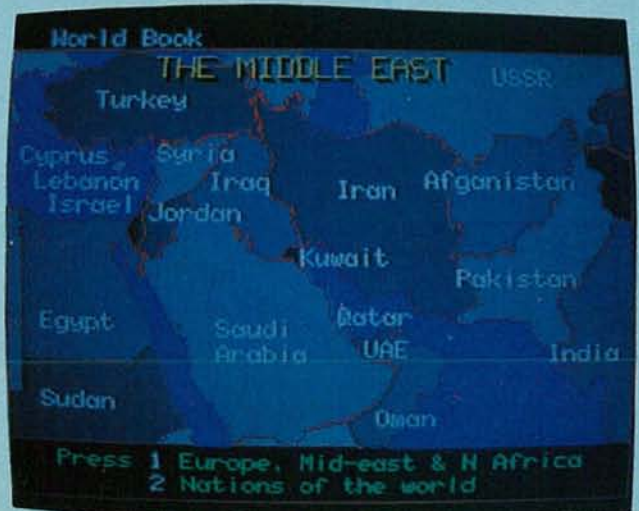 World Book
THE MIDDLE EAST
USSR
Turkey
Cyprus
Syria
Lebanon
Iraq
Iran
Afganistan
Israel
Jordan
Kuwait
Pakistan
Egypt
Saudi
Arabia
Qatar
UAE
India
Sudan
Oman
Press 1 Europe, Mid-east & N Africa
2 Nations of the world